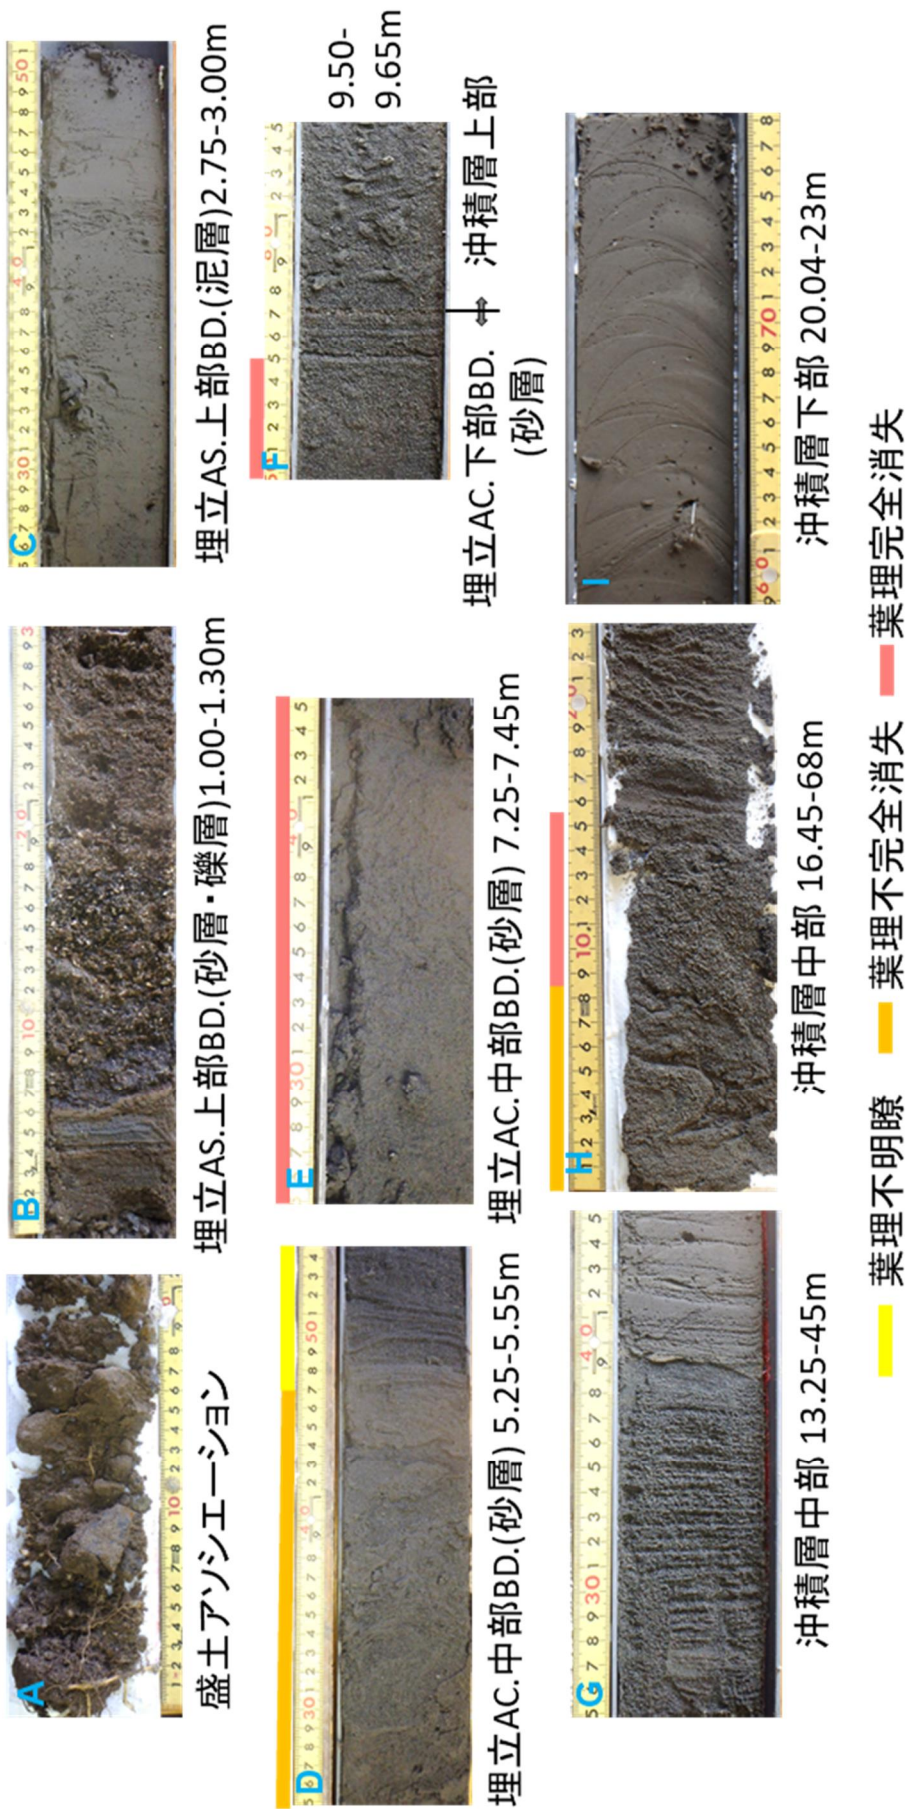 A
盛土アソシエーション
B
埋立AS.上部BD.(砂層・礫層)1.00-1.30m
C
埋立AS.上部BD.(泥層)2.75-3.00m
D
埋立AC.中部BD.(砂層) 5.25-5.55m
E
埋立AC.中部BD.(砂層) 7.25-7.45m
F
9.50-
9.65m
埋立AC.下部BD.
(砂層)
⇔
沖積層上部
G
沖積層中部 13.25-45m
H
沖積層中部 16.45-68m
I
沖積層下部 20.04-23m
葉理不明瞭
葉理不完全消失
葉理完全消失